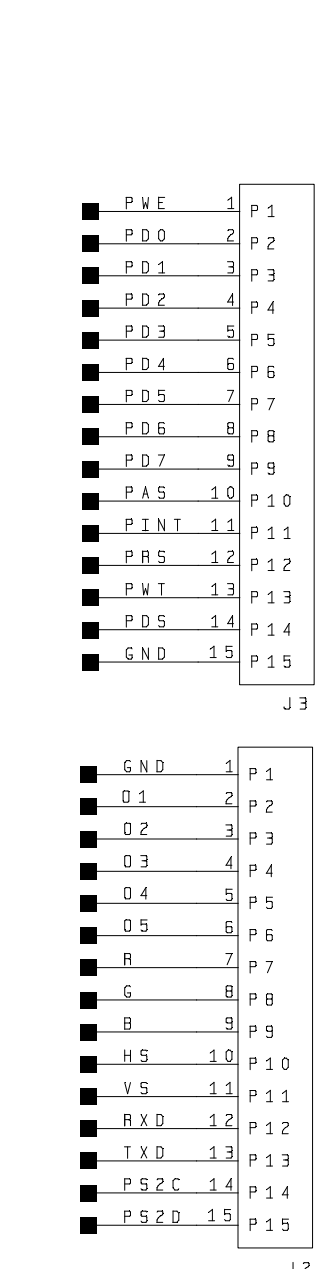 PWE 1 P1
PD0 2 P2
PD1 3 P3
PD2 4 P4
PD3 5 P5
PD4 6 P6
PD5 7 P7
PD6 8 P8
PD7 9 P9
PAS 10 P10
PINT 11 P11
PRS 12 P12
PWT 13 P13
PDS 14 P14
GND 15 P15
J3
GND 1 P1
O1 2 P2
O2 3 P3
O3 4 P4
O4 5 P5
O5 6 P6
R 7 P7
G 8 P8
B 9 P9
HS 10 P10
VS 11 P11
RXD 12 P12
TXD 13 P13
PS2C 14 P14
PS2D 15 P15
J2